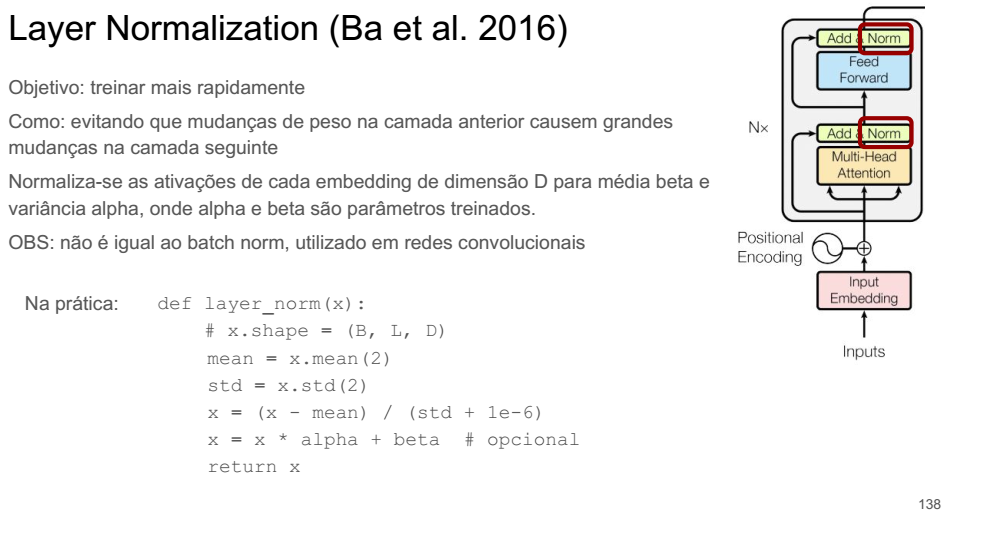 Layer Normalization (Ba et al. 2016)
Objetivo: treinar mais rapidamente
Como: evitando que mudanças de peso na camada anterior causem grandes
mudanças na camada seguinte
Normaliza-se as ativações de cada embedding de dimensão D para média beta e
variância alpha, onde alpha e beta são parâmetros treinados.
OBS: não é igual ao batch norm, utilizado em redes convolucionais
Na prática: def layer_norm(x):
# x.shape = (B, L, D)
mean = x.mean(2)
std = x.std(2)
x = (x - mean) / (std + 1e-6)
x = x * alpha + beta # opcional
return x
Add & Norm
Feed
Forward
N×
Add & Norm
Multi-Head
Attention
Positional
Encoding
Input
Embedding
Inputs
138